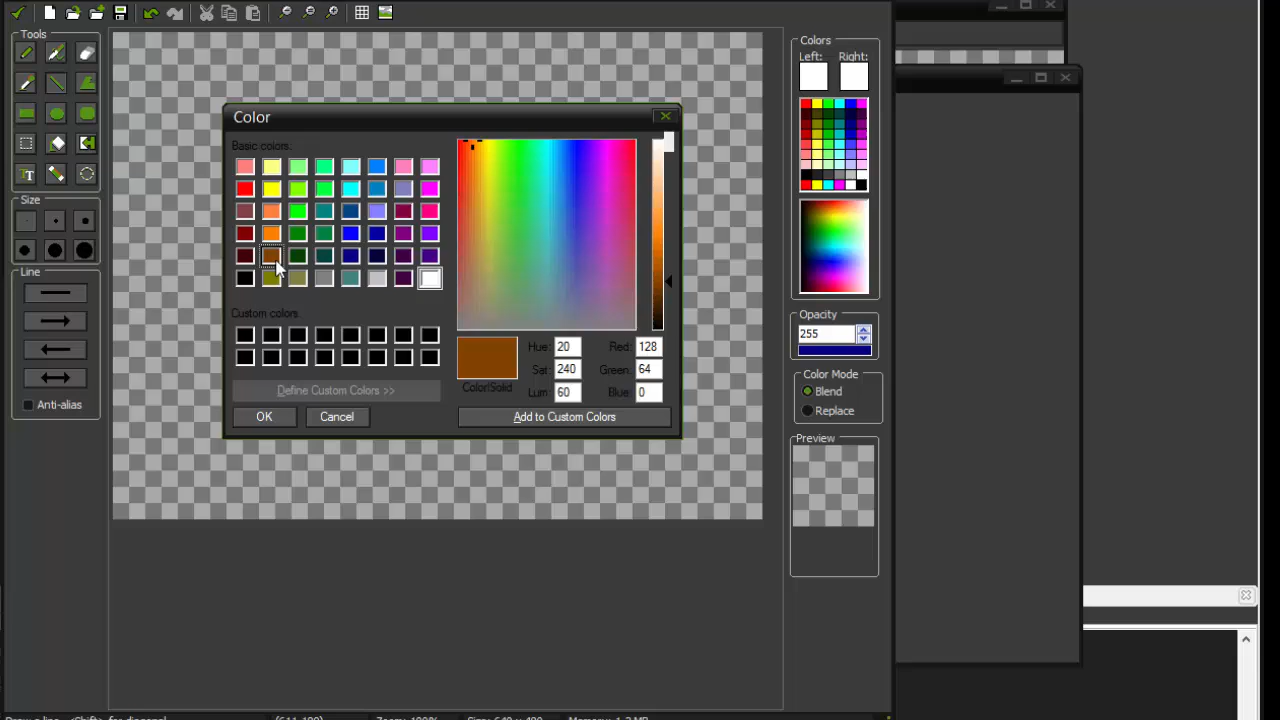 Tools
Size
Line
Anti-alias
Color
Basic colors:
Custom colors:
Define Custom Colors >>
OK
Cancel
Color|Solid
Hue: 20
Sat: 240
Lum: 60
Red: 128
Green: 64
Blue: 0
Add to Custom Colors
Colors
Left: Right:
Opacity
255
Color Mode
Blend
Replace
Preview